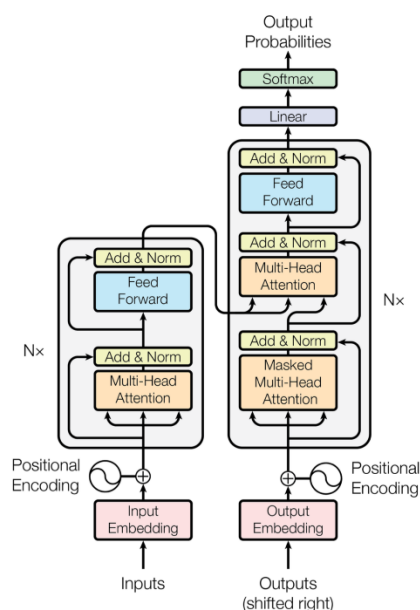 Output
Probabilities
Softmax
Linear
Add & Norm
Feed
Forward
Add & Norm
Multi-Head
Attention
Nx
Add & Norm
Masked
Multi-Head
Attention
Add & Norm
Feed
Forward
Nx
Add & Norm
Multi-Head
Attention
Positional
Encoding
Positional
Encoding
Input
Embedding
Output
Embedding
Inputs
Outputs
(shifted right)